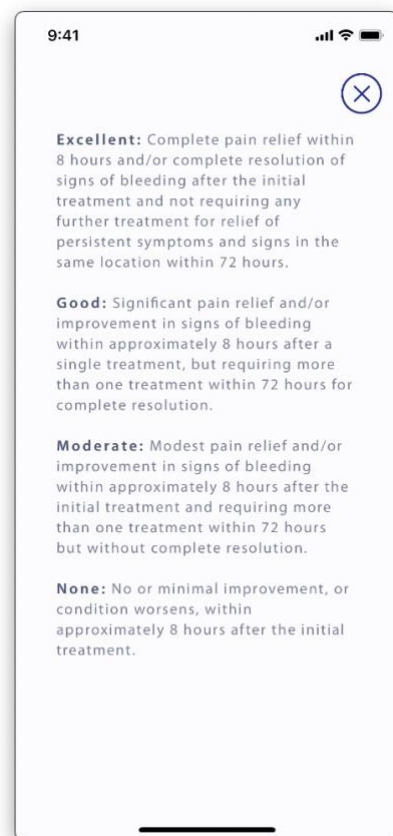 9:41
Excellent: Complete pain relief within
8 hours and/or complete resolution of
signs of bleeding after the initial
treatment and not requiring any
further treatment for relief of
persistent symptoms and signs in the
same location within 72 hours.
Good: Significant pain relief and/or
improvement in signs of bleeding
within approximately 8 hours after a
single treatment, but requiring more
than one treatment within 72 hours for
complete resolution.
Moderate: Modest pain relief and/or
improvement in signs of bleeding
within approximately 8 hours after the
initial treatment and requiring more
than one treatment within 72 hours
but without complete resolution.
None: No or minimal improvement, or
condition worsens, within
approximately 8 hours after the initial
treatment.